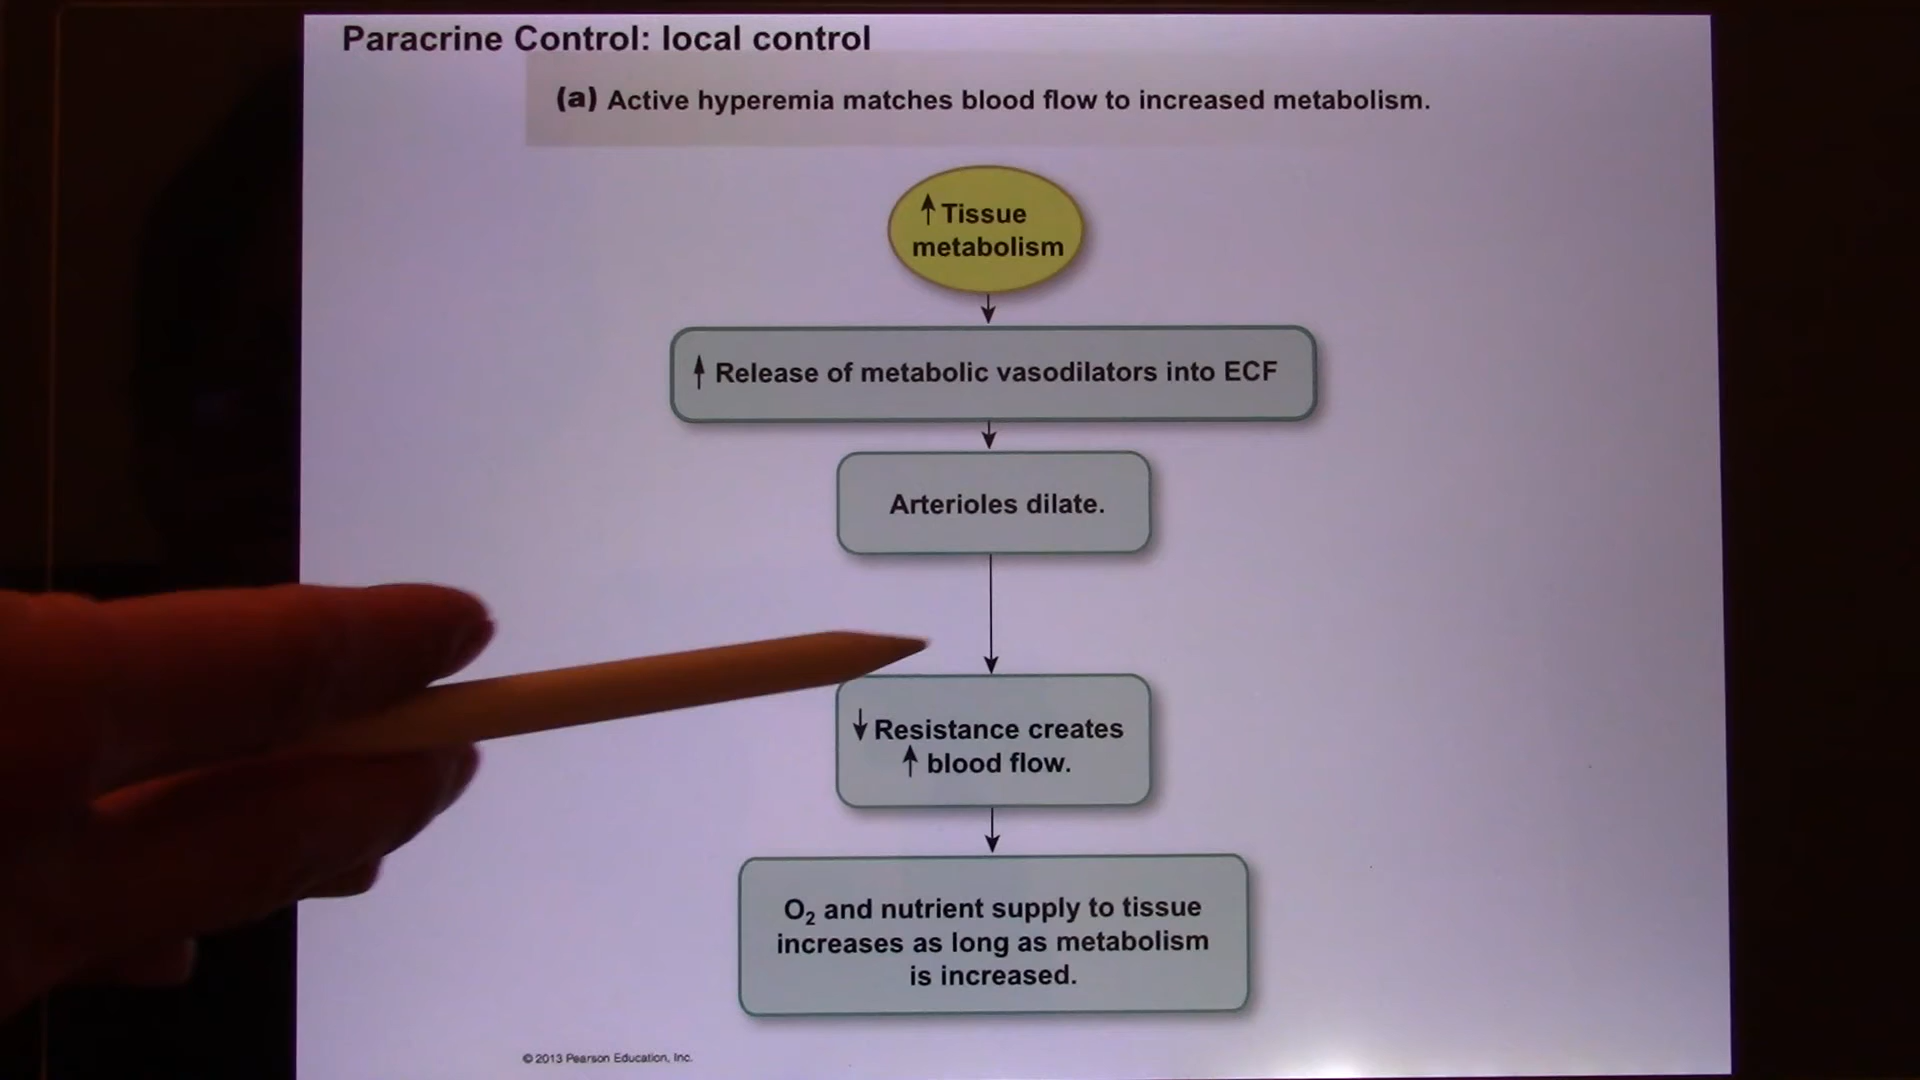 Paracrine Control: local control
(a) Active hyperemia matches blood flow to increased metabolism.
↑ Tissue
metabolism
↑ Release of metabolic vasodilators into ECF
Arterioles dilate.
↓ Resistance creates
↑ blood flow.
O₂ and nutrient supply to tissue
increases as long as metabolism
is increased.
© 2013 Pearson Education, Inc.